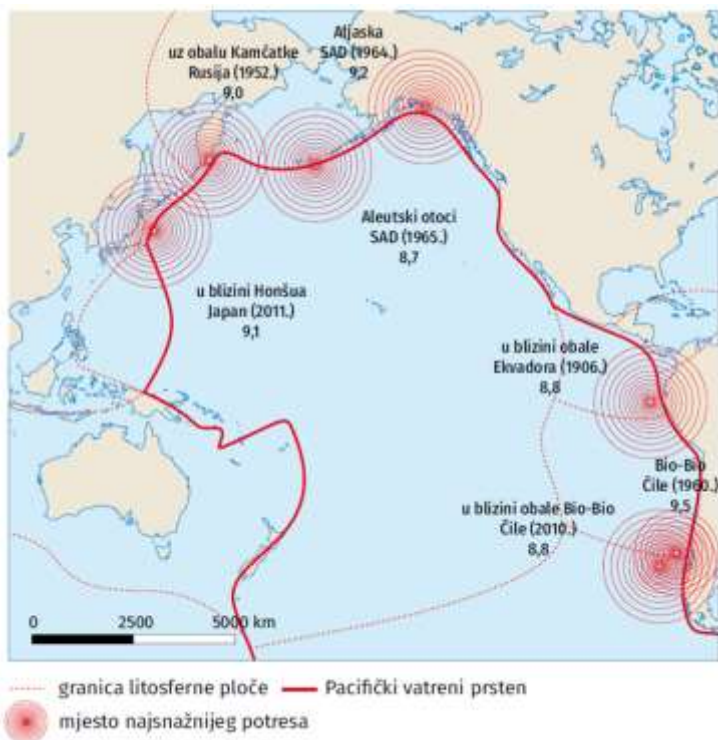 Aljaska
SAD (1964.)
9,2
uz obalu Kamčatke
Rusija (1952.)
9,0
Aleutski otoci
SAD (1965.)
8,7
u blizini Honšua
Japan (2011.)
9,1
u blizini obale
Ekvadora (1906.)
8,8
Bio-Bio
Čile (1960.)
9,5
u blizini obale Bio-Bio
Čile (2010.)
8,8
0 2500 5000 km
granica litosferne ploče
Pacifički vatreni prsten
mjesto najsnažnijeg potresa